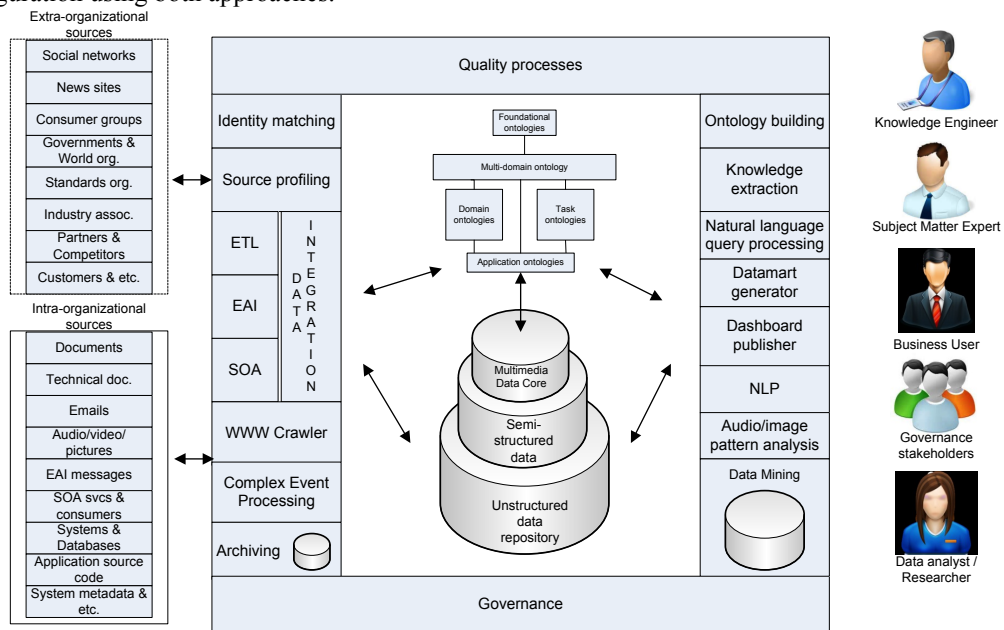 guration using both approaches.
Extra-organizational
sources
Social networks
News sites
Consumer groups
Governments &
World org.
Standards org.
Industry assoc.
Partners &
Competitors
Customers & etc.
Intra-organizational
sources
Documents
Technical doc.
Emails
Audio/video/
pictures
EAI messages
SOA svcs &
consumers
Systems &
Databases
Application source
code
System metadata &
etc.
Quality processes
Identity matching
Source profiling
ETL
EAI
SOA
DATA
INTEGRATION
WWW Crawler
Complex Event
Processing
Archiving
Foundational
ontologies
Multi-domain ontology
Domain
ontologies
Task
ontologies
Application ontologies
Multimedia
Data Core
Semi-
structured
data
Unstructured
data
repository
Ontology building
Knowledge
extraction
Natural language
query processing
Datamart
generator
Dashboard
publisher
NLP
Audio/image
pattern analysis
Data Mining
Governance
Knowledge Engineer
Subject Matter Expert
Business User
Governance
stakeholders
Data analyst /
Researcher